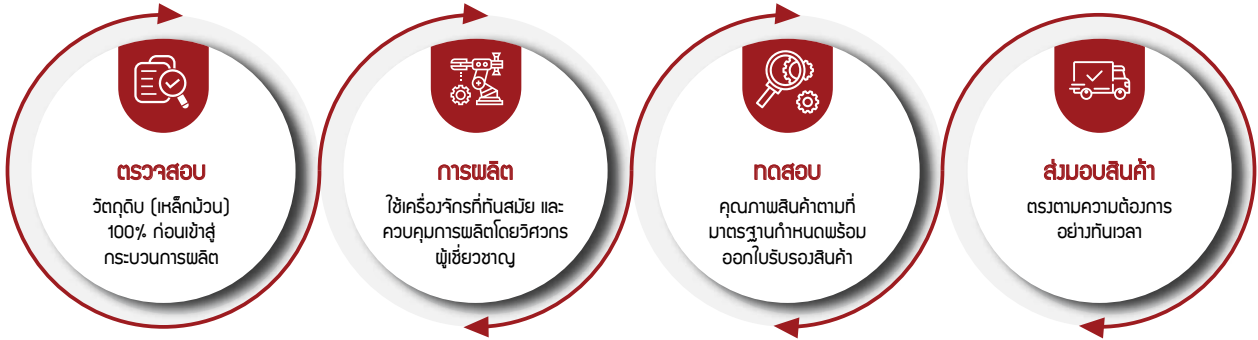 ตรวจสอบ
วัตถุดิบ (เหล็กม้วน)
100% ก่อนเข้าสู่
กระบวนการผลิต
การผลิต
ใช้เครื่องจักรที่ทันสมัย และ
ควบคุมการผลิตโดยวิศวกร
ผู้เชี่ยวชาญ
ทดสอบ
คุณภาพสินค้าตามที่
มาตรฐานกำหนดพร้อม
ออกใบรับรองสินค้า
ส่งมอบสินค้า
ตรงตามความต้องการ
อย่างทันเวลา